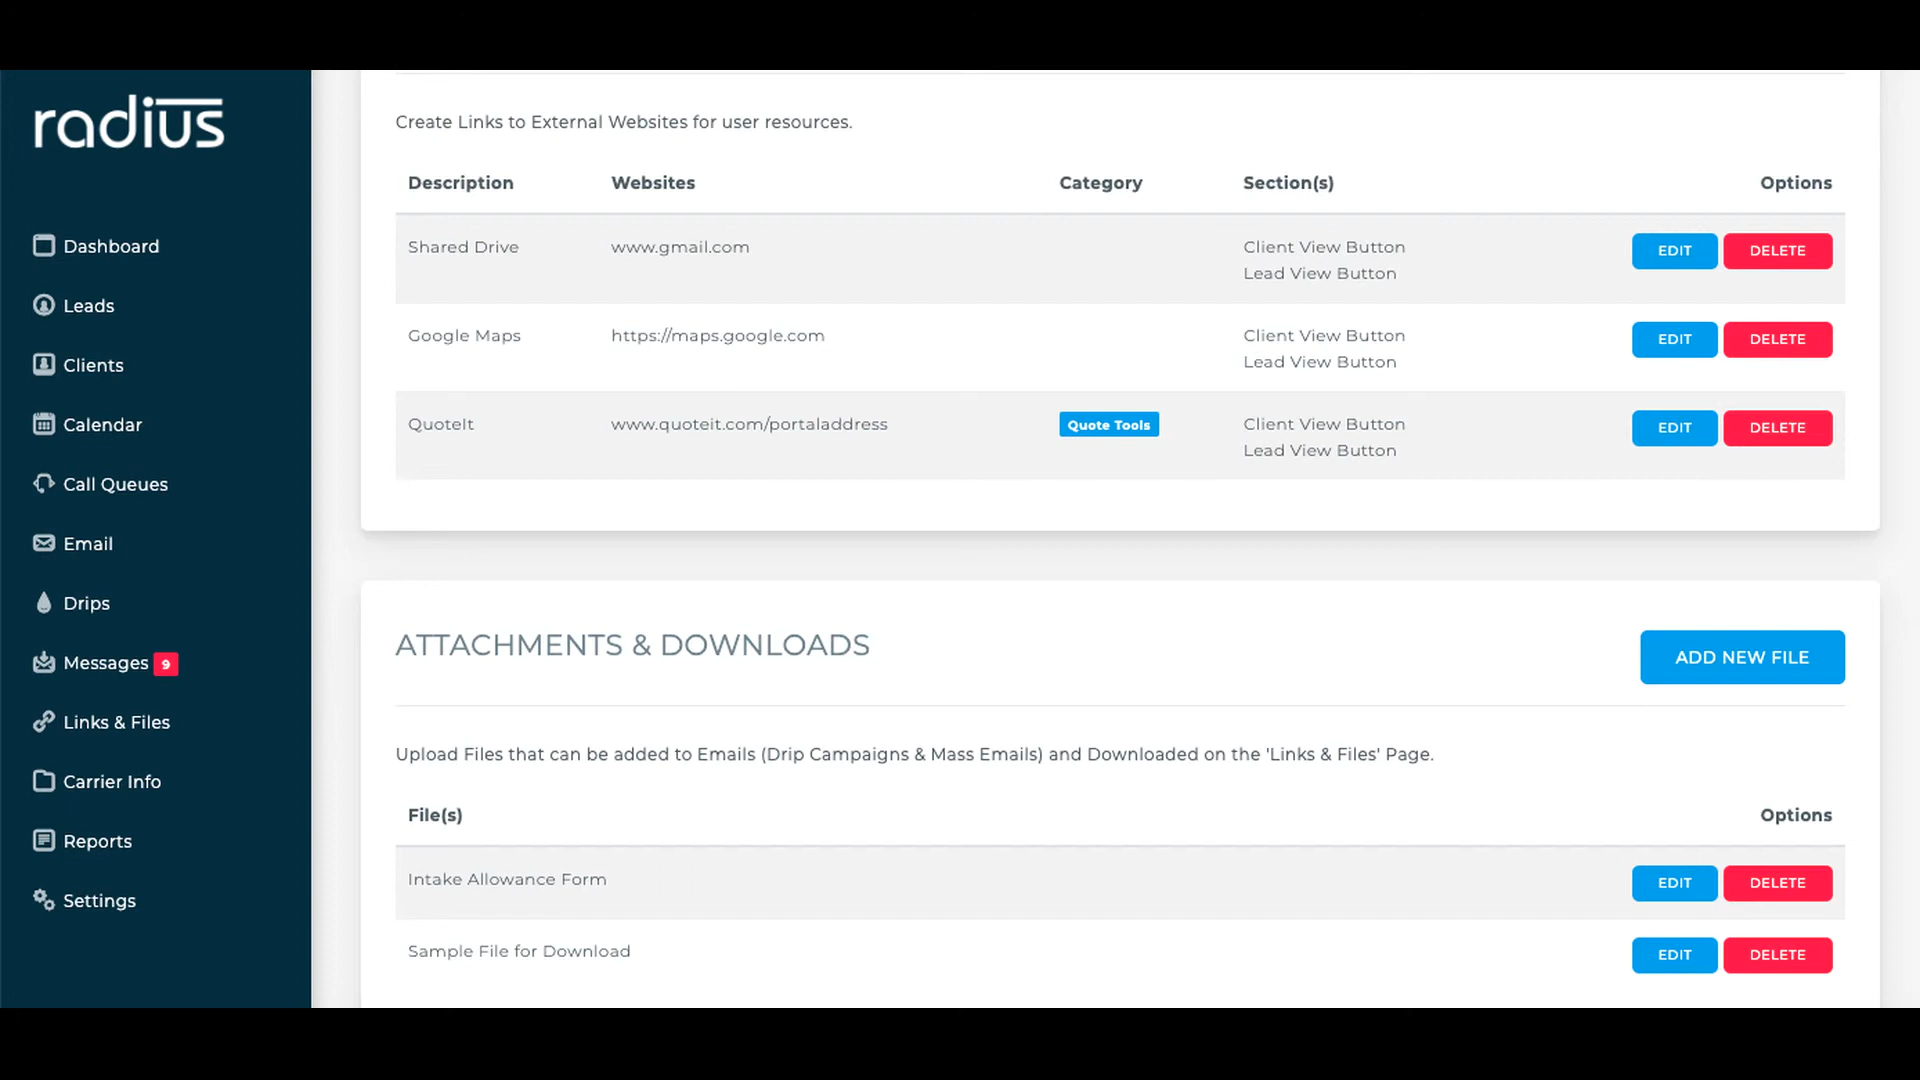 radius
Dashboard
Leads
Clients
Calendar
Call Queues
Email
Drips
Messages 9
Links & Files
Carrier Info
Reports
Settings
Create Links to External Websites for user resources.
Description Websites Category Section(s) Options
Shared Drive www.gmail.com Client View Button EDIT DELETE
Lead View Button
Google Maps https://maps.google.com Client View Button EDIT DELETE
Lead View Button
QuoteIt www.quoteit.com/portaladdress Quote Tools Client View Button EDIT DELETE
Lead View Button
ATTACHMENTS & DOWNLOADS
ADD NEW FILE
Upload Files that can be added to Emails (Drip Campaigns & Mass Emails) and Downloaded on the 'Links & Files' Page.
File(s) Options
Intake Allowance Form EDIT DELETE
Sample File for Download EDIT DELETE